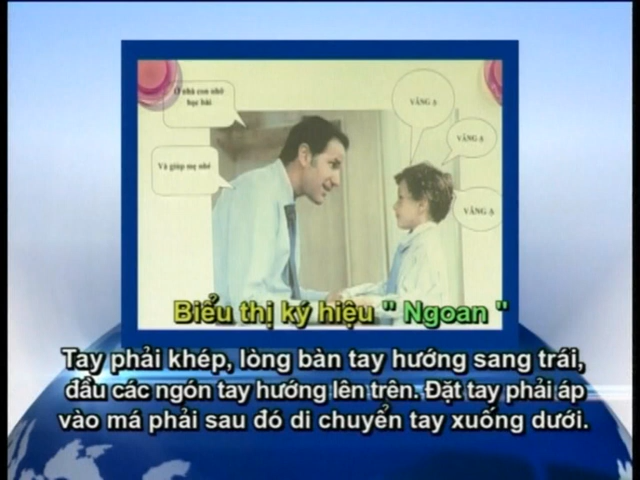 Ở nhà con nhớ
học bài
Và giúp mẹ nhé
VÂNG Ạ
VÂNG Ạ
VÂNG Ạ
Biểu thị ký hiệu " Ngoan "
Tay phải khép, lòng bàn tay hướng sang trái,
đầu các ngón tay hướng lên trên. Đặt tay phải áp
vào má phải sau đó di chuyển tay xuống dưới.